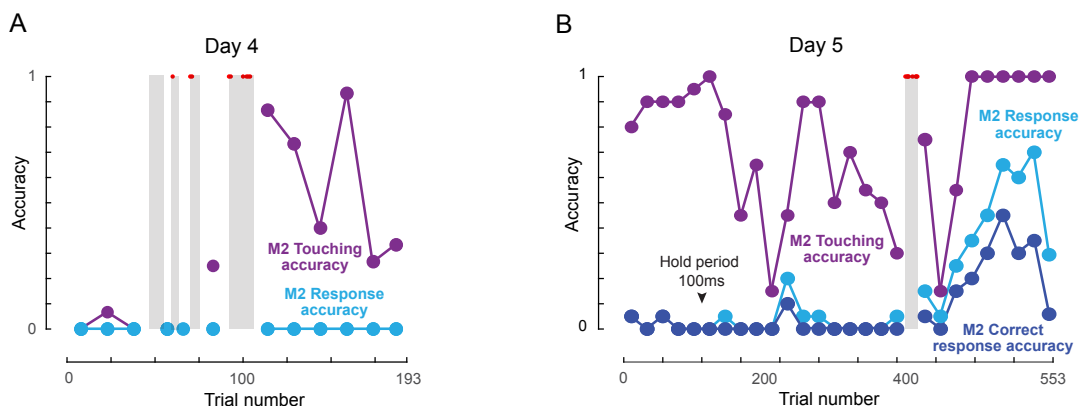 A
Day 4
1
Accuracy
M2 Touching
accuracy
M2 Response
accuracy
0
0
100
193
Trial number
B
Day 5
1
Accuracy
M2 Response
accuracy
M2 Touching
accuracy
Hold period
100ms
M2 Correct
response accuracy
0
0
200
400
553
Trial number